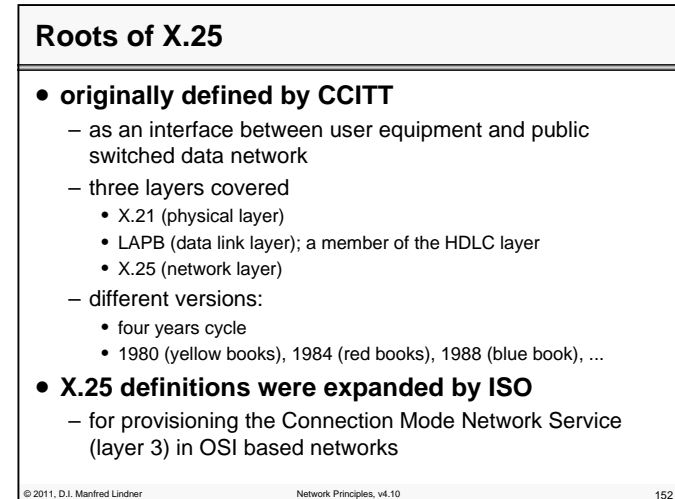 Roots of X.25
• originally defined by CCITT
– as an interface between user equipment and public
switched data network
– three layers covered
• X.21 (physical layer)
• LAPB (data link layer); a member of the HDLC layer
• X.25 (network layer)
– different versions:
• four years cycle
• 1980 (yellow books), 1984 (red books), 1988 (blue book), ...
• X.25 definitions were expanded by ISO
– for provisioning the Connection Mode Network Service
(layer 3) in OSI based networks
© 2011, D.I. Manfred Lindner Network Principles, v4.10 152